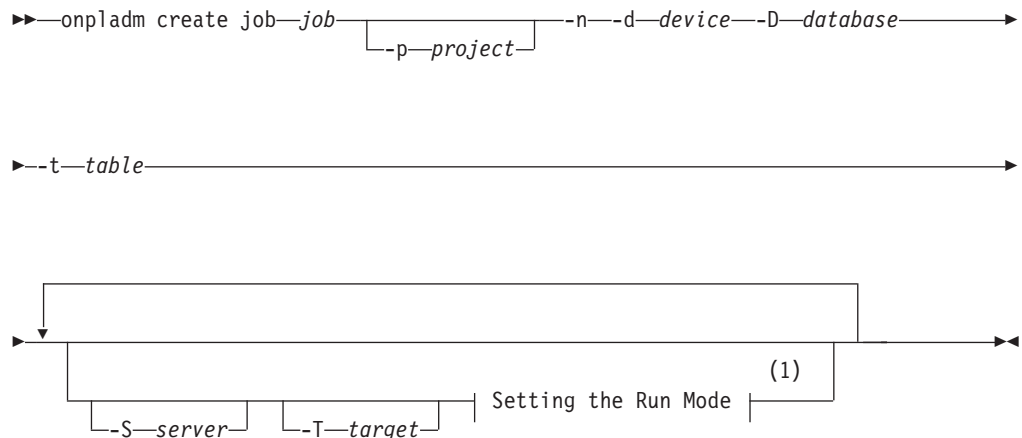 onpladm create job job -n -d device -D database
-p project
-t table
(1)
Setting the Run Mode
-S server -T target